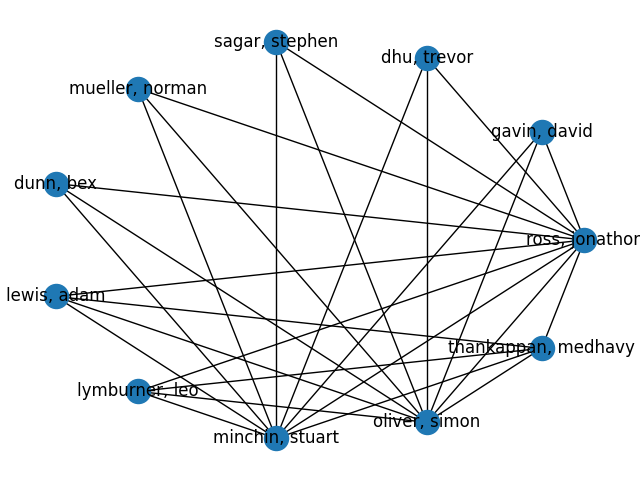 sagar, stephen
dhu, trevor
mueller, norman
gavin, david
dunn, bex
ross, jonathon
lewis, adam
thankappan, medhavy
lymburner, leo
oliver, simon
minchin, stuart